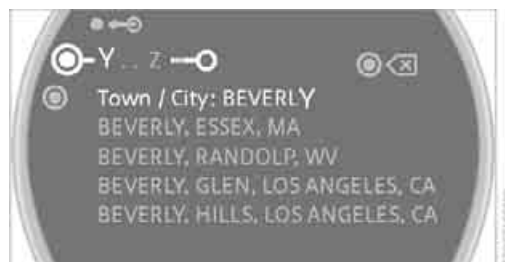 Y . . Z
Town / City: BEVERLY
BEVERLY, ESSEX, MA
BEVERLY, RANDOLP, WV
BEVERLY, GLEN, LOS ANGELES, CA
BEVERLY, HILLS, LOS ANGELES, CA